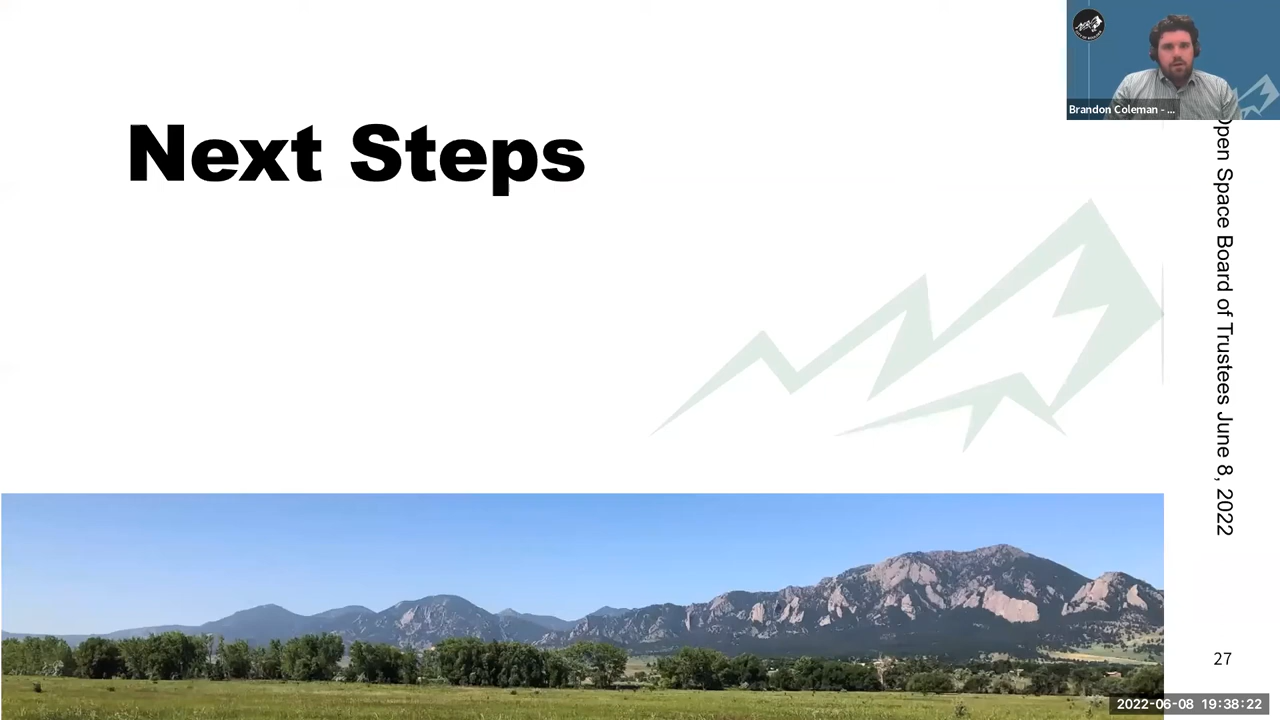 Next Steps
Brandon Coleman - ...
Open Space Board of Trustees June 8, 2022
27
2022-06-08 19:38:22